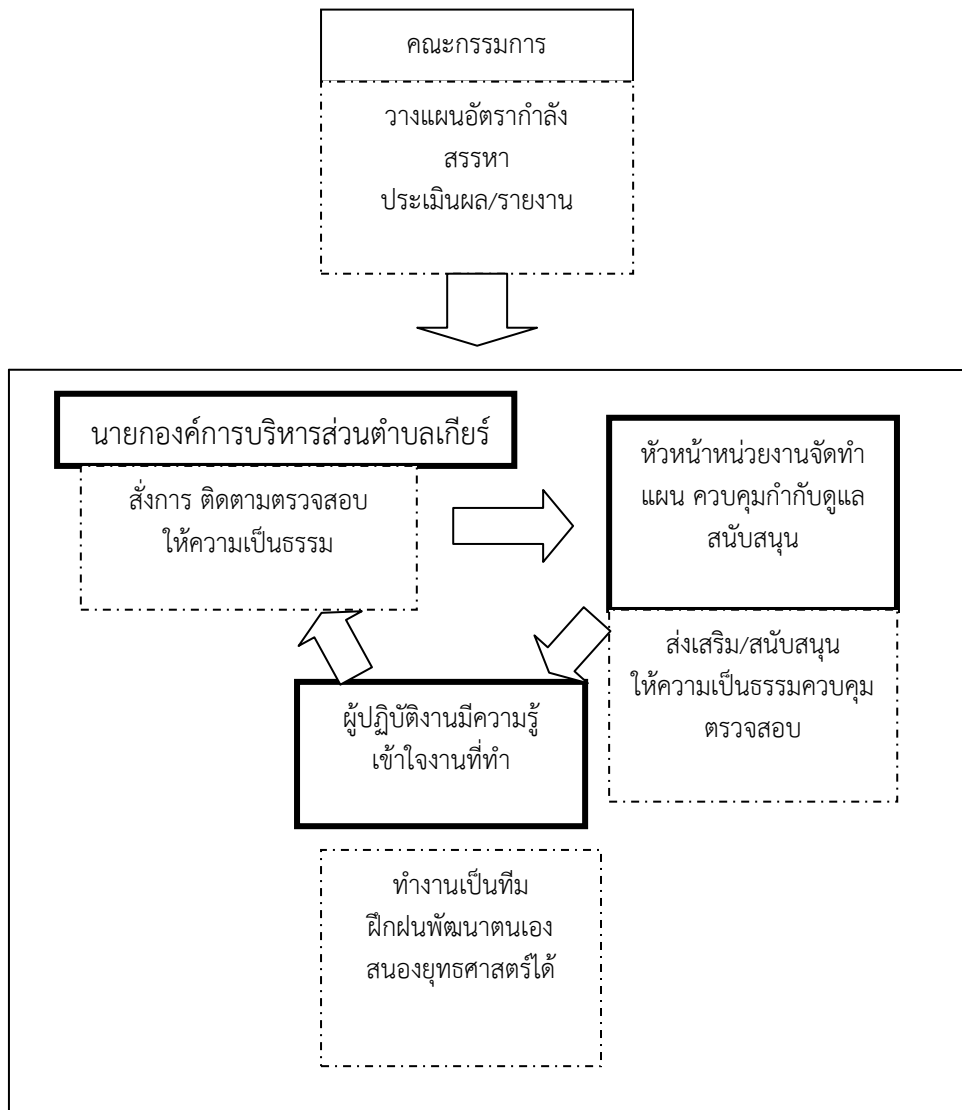 คณะกรรมการ
วางแผนอัตรากำลัง
สรรหา
ประเมินผล/รายงาน
นายกองค์การบริหารส่วนตำบลเกียร์
สั่งการ ติดตามตรวจสอบ
ให้ความเป็นธรรม
หัวหน้าหน่วยงานจัดทำ
แผน ควบคุมกำกับดูแล
สนับสนุน
ส่งเสริม/สนับสนุน
ให้ความเป็นธรรมควบคุม
ตรวจสอบ
ผู้ปฏิบัติงานมีความรู้
เข้าใจงานที่ทำ
ทำงานเป็นทีม
ฝึกฝนพัฒนาตนเอง
สนองยุทธศาสตร์ได้